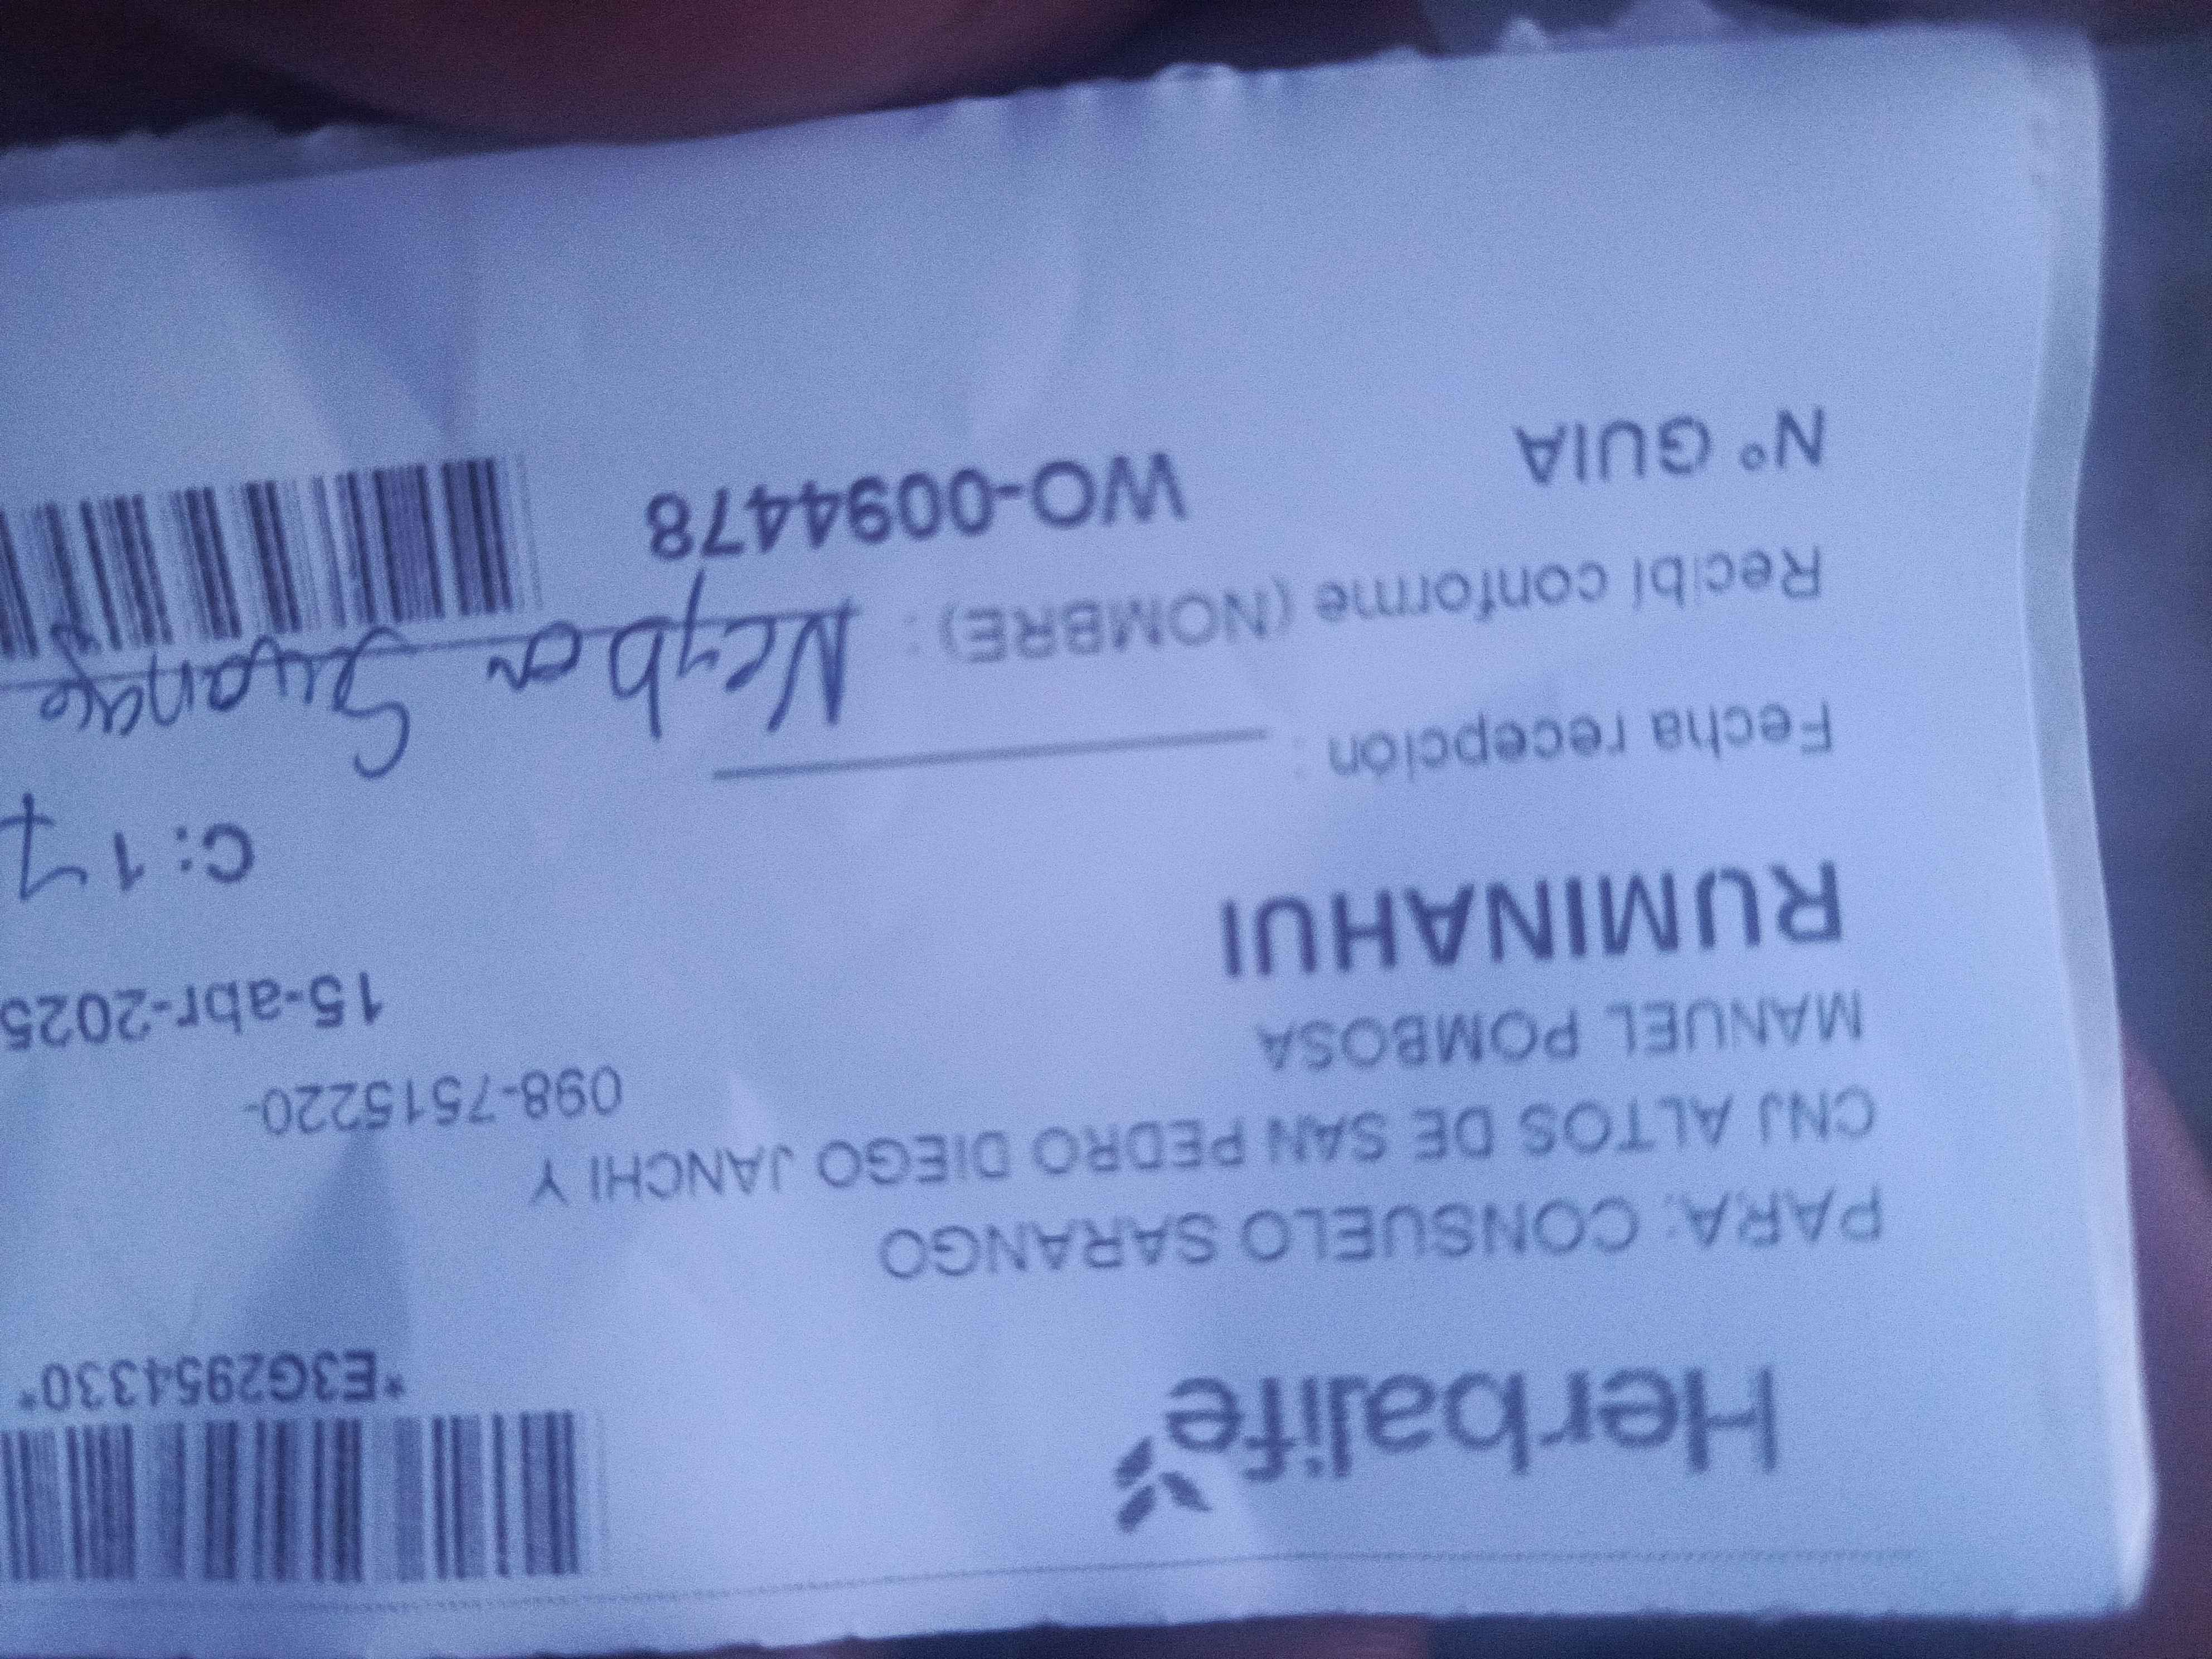 *E3G2954330*
Herbalife
PARA: CONSUELO SARANGO
CNJ ALTOS DE SAN PEDRO DIEGO JANCHI Y
MANUEL POMBOSA
098-7515220-
RUMINAHUI
15-abr-2025
C: 1
Fecha recepción :
Recibí conforme (NOMBRE) :
N° GUIA
WO-0094478